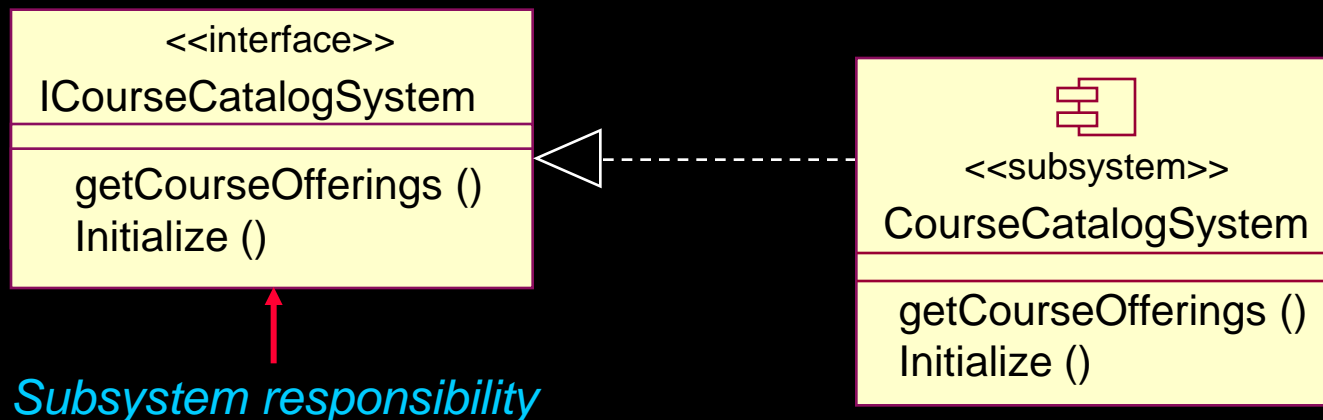 <<interface>>
ICourseCatalogSystem
getCourseOfferings ()
Initialize ()
Subsystem responsibility
<<subsystem>>
CourseCatalogSystem
getCourseOfferings ()
Initialize ()